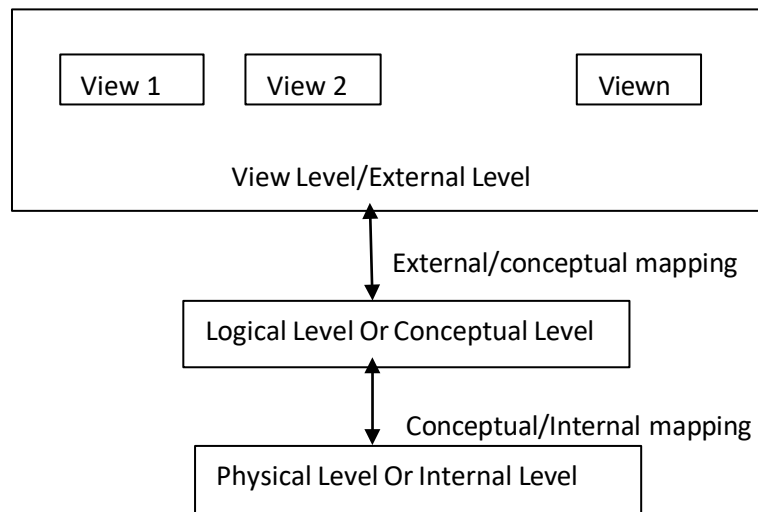 View 1
View 2
Viewn
View Level/External Level
External/conceptual mapping
Logical Level Or Conceptual Level
Conceptual/Internal mapping
Physical Level Or Internal Level